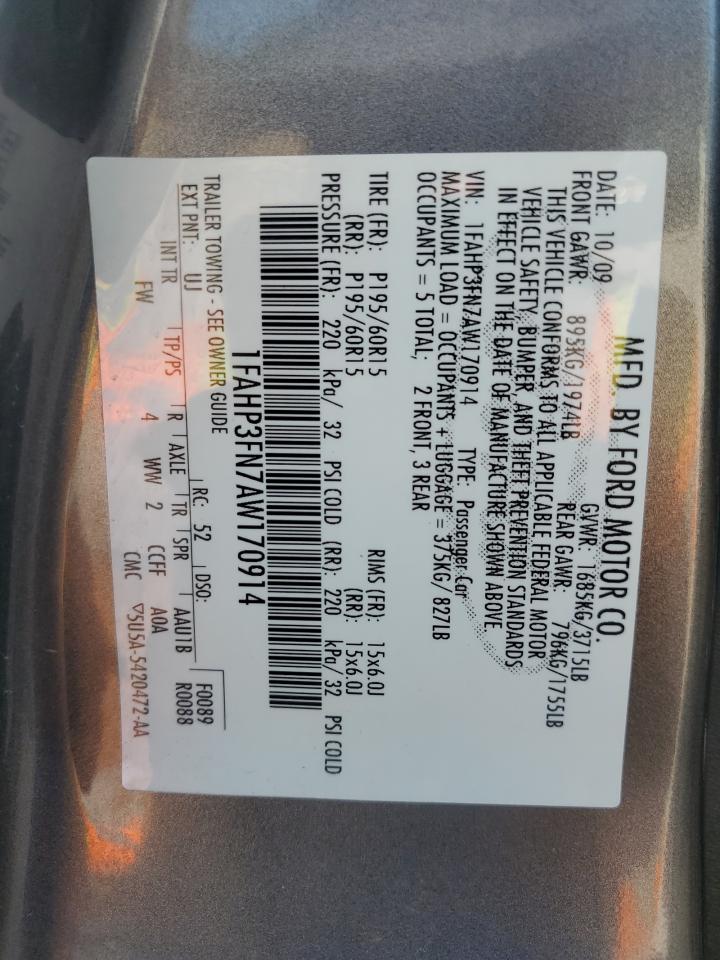 MFD. BY FORD MOTOR CO.
DATE: 10/09 GVWR: 1685KG/3715LB
FRONT GAWR: 895KG/1974LB REAR GAWR: 796KG/1755LB
THIS VEHICLE CONFORMS TO ALL APPLICABLE FEDERAL MOTOR
VEHICLE SAFETY, BUMPER, AND THEFT PREVENTION STANDARDS
IN EFFECT ON THE DATE OF MANUFACTURE SHOWN ABOVE
VIN: 1FAHP3FN7AW170914 TYPE: Passenger Car
MAXIMUM LOAD = OCCUPANTS + LUGGAGE = 375KG/ 827LB
OCCUPANTS = 5 TOTAL; 2 FRONT, 3 REAR
TIRE (FR): P195/60R15 RIMS (FR): 15x6.0J
(RR): P195/60R15 (RR): 15x6.0J
PRESSURE (FR): 220 kPa/ 32 PSI COLD (RR): 220 kPa/ 32 PSI COLD
1FAHP3FN7AW170914
TRAILER TOWING - SEE OWNER GUIDE
EXT PNT: UJ RC: 52 DSO: F0089
R0088
INT TR TP/PS R AXLE TR SPR AAU1B
FW 4 WW 2 CCFF A0A
CMC ▽5U5A-5420472-AA